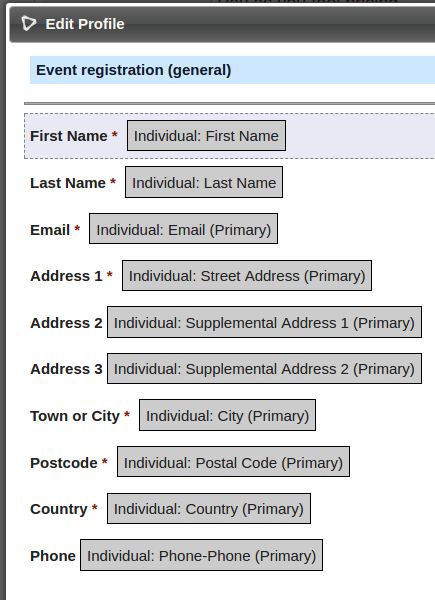 Edit Profile
Event registration (general)
First Name * Individual: First Name
Last Name * Individual: Last Name
Email * Individual: Email (Primary)
Address 1 * Individual: Street Address (Primary)
Address 2 Individual: Supplemental Address 1 (Primary)
Address 3 Individual: Supplemental Address 2 (Primary)
Town or City * Individual: City (Primary)
Postcode * Individual: Postal Code (Primary)
Country * Individual: Country (Primary)
Phone Individual: Phone-Phone (Primary)